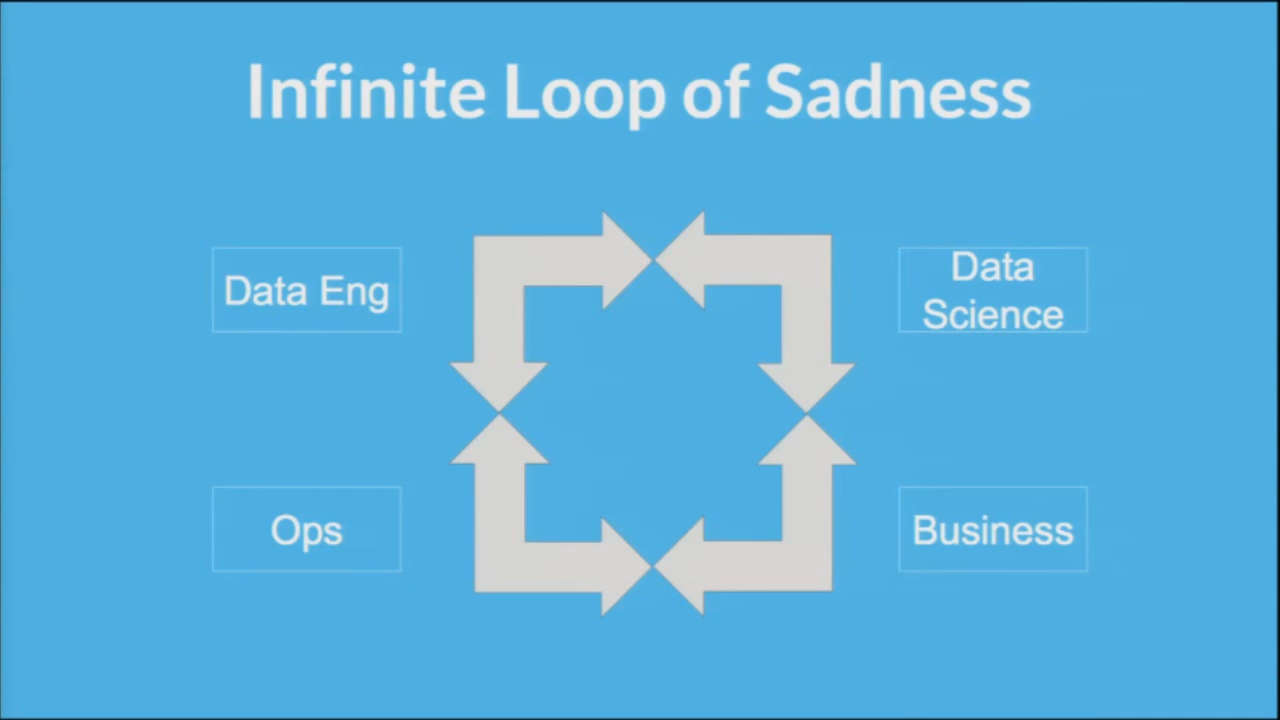 Infinite Loop of Sadness
Data Eng
Data
Science
Ops
Business